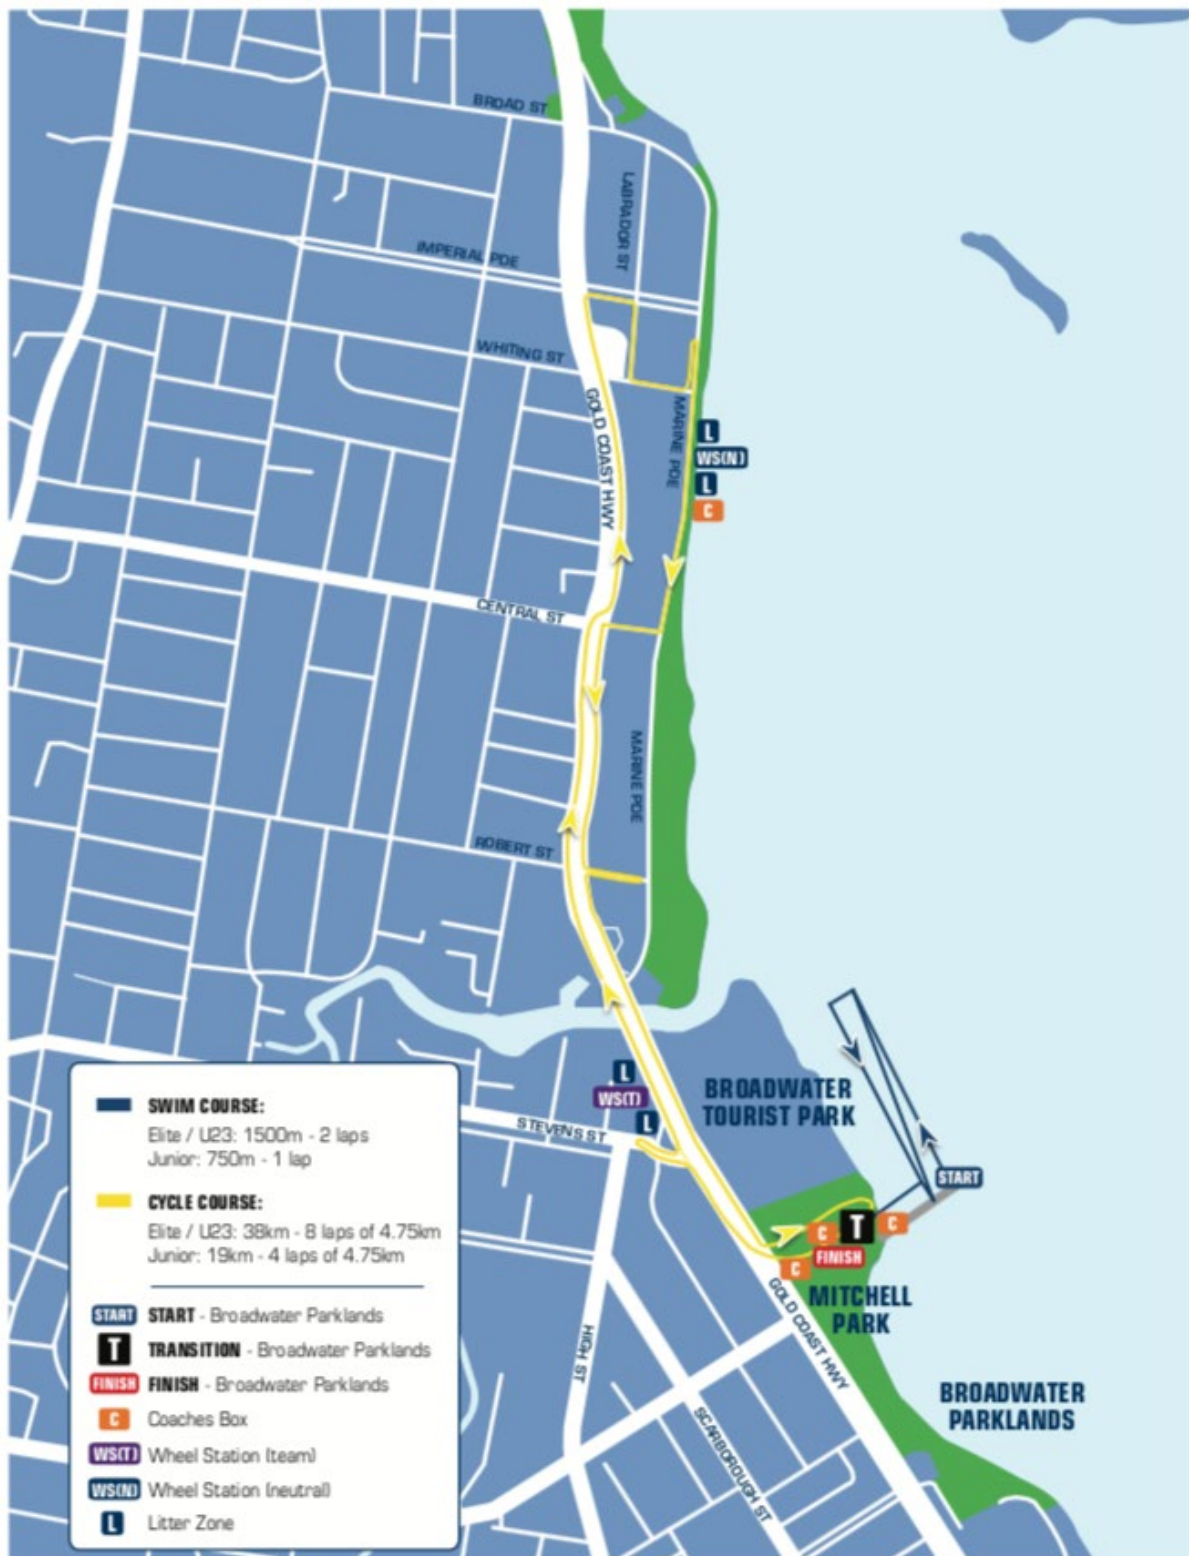 BROAD ST
LABRADOR ST
IMPERIAL PDE
WHITING ST
GOLD COAST HWY
MARINE PDE
L
WS(N)
L
C
CENTRAL ST
MARINE PDE
ROBERT ST
L
WS(T)
L
STEVENS ST
BROADWATER
TOURIST PARK
START
C
T
C
FINISH
C
MITCHELL
PARK
GOLD COAST HWY
HIGH ST
SCARBOROUGH ST
BROADWATER
PARKLANDS
SWIM COURSE:
Elite / U23: 1500m - 2 laps
Junior: 750m - 1 lap
CYCLE COURSE:
Elite / U23: 38km - 8 laps of 4.75km
Junior: 19km - 4 laps of 4.75km
START START - Broadwater Parklands
T TRANSITION - Broadwater Parklands
FINISH FINISH - Broadwater Parklands
C Coaches Box
WS(T) Wheel Station (team)
WS(N) Wheel Station (neutral)
L Litter Zone